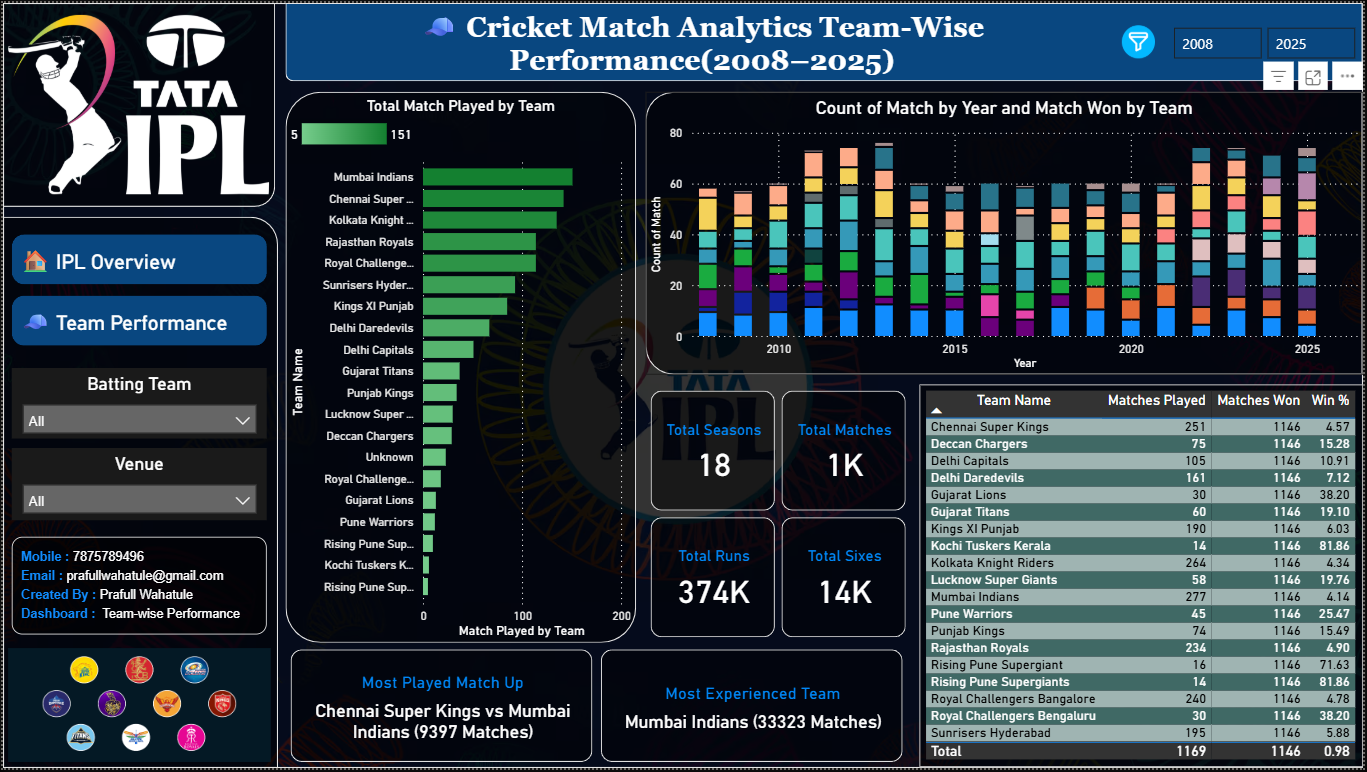 TATA
IPL
Cricket Match Analytics Team-Wise
Performance(2008–2025)
2008
2025
IPL Overview
Team Performance
Batting Team
All
Venue
All
Mobile : 7875789496
Email : prafullwahatule@gmail.com
Created By : Prafull Wahatule
Dashboard : Team-wise Performance
Total Match Played by Team
5
151
Team Name
Mumbai Indians
Chennai Super ...
Kolkata Knight ...
Rajasthan Royals
Royal Challenge...
Sunrisers Hyder...
Kings XI Punjab
Delhi Daredevils
Delhi Capitals
Gujarat Titans
Punjab Kings
Lucknow Super ...
Deccan Chargers
Unknown
Royal Challenge...
Gujarat Lions
Pune Warriors
Rising Pune Sup...
Kochi Tuskers K...
Rising Pune Sup...
0 100 200
Match Played by Team
Count of Match by Year and Match Won by Team
Count of Match
80
60
40
20
0
2010 2015 2020 2025
Year
TATA
IPL
Total Seasons
18
Total Matches
1K
Total Runs
374K
Total Sixes
14K
Most Played Match Up
Chennai Super Kings vs Mumbai
Indians (9397 Matches)
Most Experienced Team
Mumbai Indians (33323 Matches)
Team Name Matches Played Matches Won Win %
Chennai Super Kings 251 1146 4.57
Deccan Chargers 75 1146 15.28
Delhi Capitals 105 1146 10.91
Delhi Daredevils 161 1146 7.12
Gujarat Lions 30 1146 38.20
Gujarat Titans 60 1146 19.10
Kings XI Punjab 190 1146 6.03
Kochi Tuskers Kerala 14 1146 81.86
Kolkata Knight Riders 264 1146 4.34
Lucknow Super Giants 58 1146 19.76
Mumbai Indians 277 1146 4.14
Pune Warriors 45 1146 25.47
Punjab Kings 74 1146 15.49
Rajasthan Royals 234 1146 4.90
Rising Pune Supergiant 16 1146 71.63
Rising Pune Supergiants 14 1146 81.86
Royal Challengers Bangalore 240 1146 4.78
Royal Challengers Bengaluru 30 1146 38.20
Sunrisers Hyderabad 195 1146 5.88
Total 1169 1146 0.98